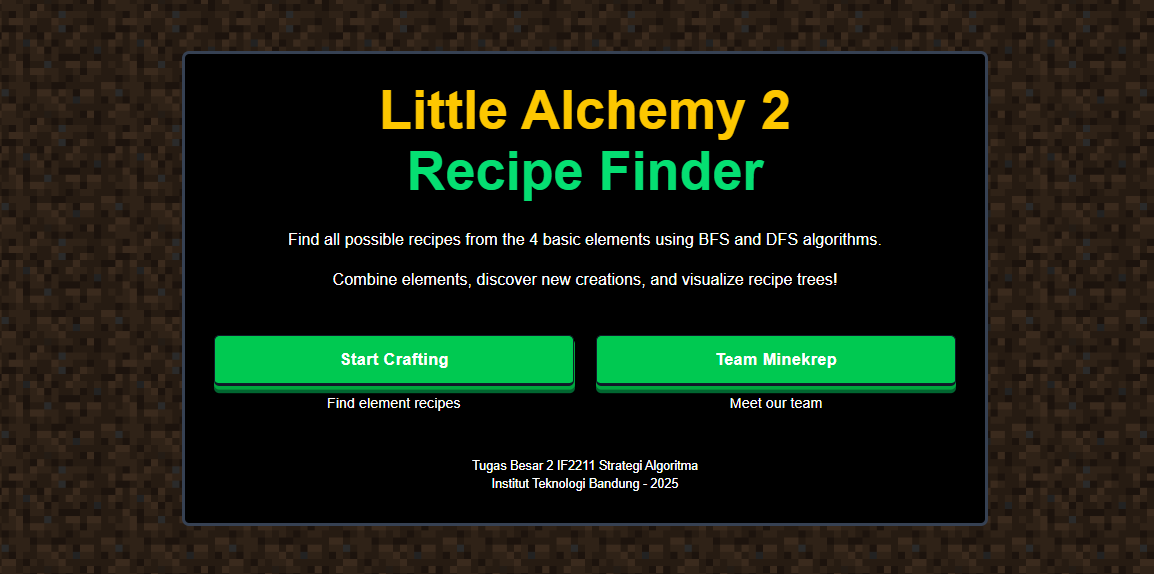 Little Alchemy 2
Recipe Finder
Find all possible recipes from the 4 basic elements using BFS and DFS algorithms.
Combine elements, discover new creations, and visualize recipe trees!
Start Crafting
Team Minekrep
Find element recipes
Meet our team
Tugas Besar 2 IF2211 Strategi Algoritma
Institut Teknologi Bandung - 2025